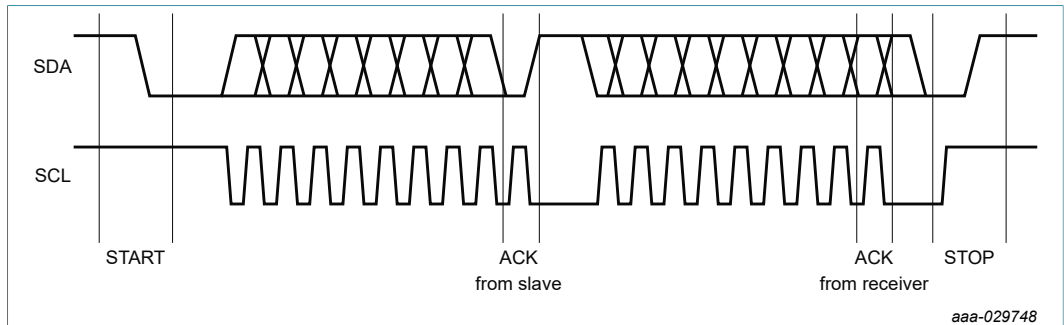 SDA
SCL
START
ACK
from slave
ACK
from receiver
STOP
aaa-029748